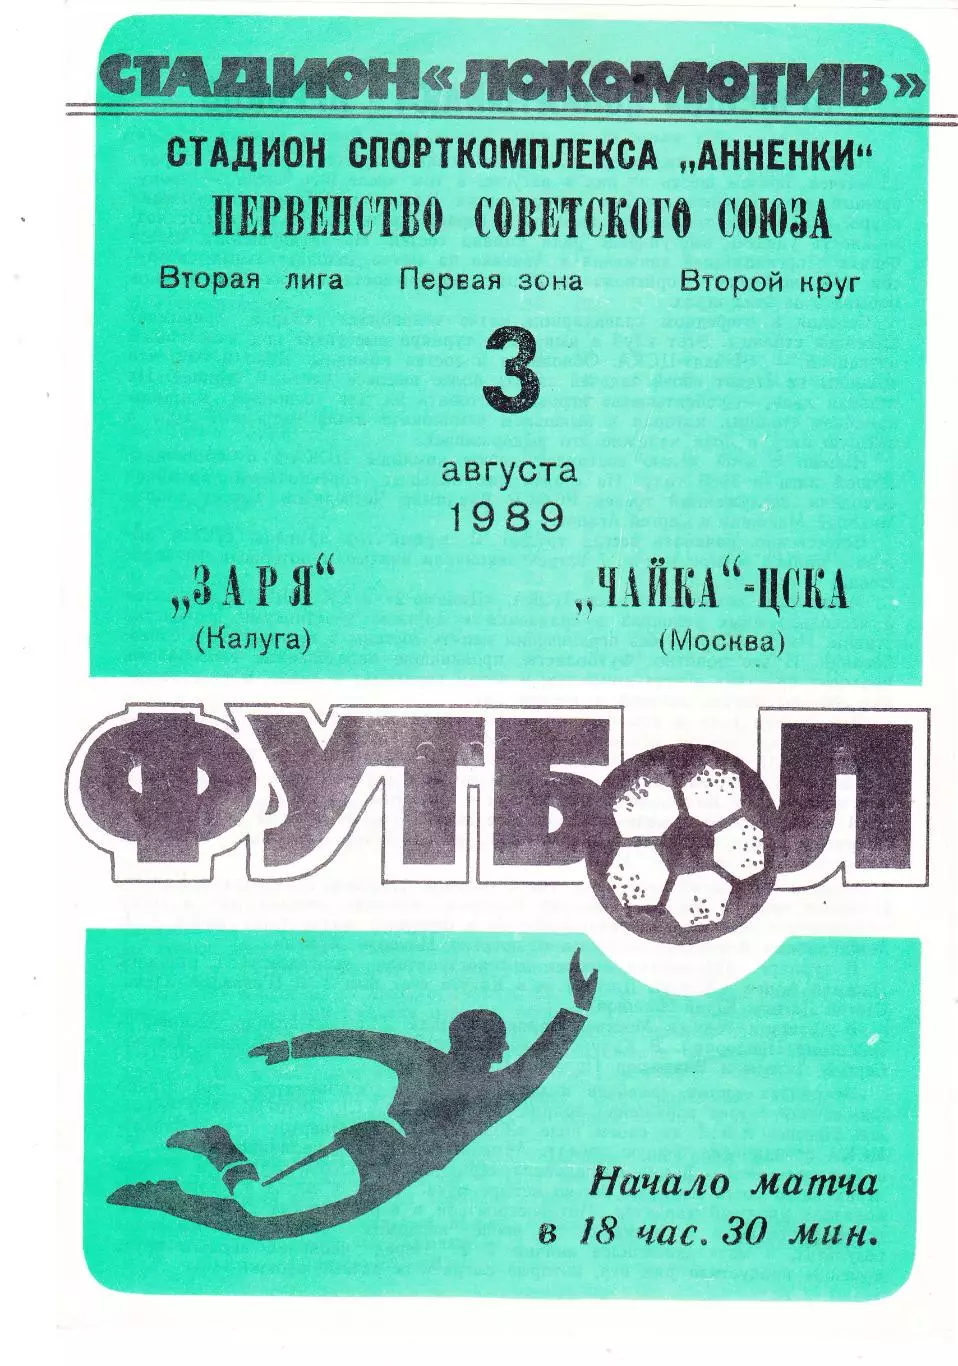 СТАДИОН «ЛОКОМОТИВ»
СТАДИОН СПОРТКОМПЛЕКСА „АННЕНКИ“
ПЕРВЕНСТВО СОВЕТСКОГО СОЮЗА
Вторая лига Первая зона Второй круг
3
августа
1989
„ЗАРЯ“ „ЧАЙКА“-ЦСКА
(Калуга) (Москва)
ФУТБОЛ
Начало матча
в 18 час. 30 мин.